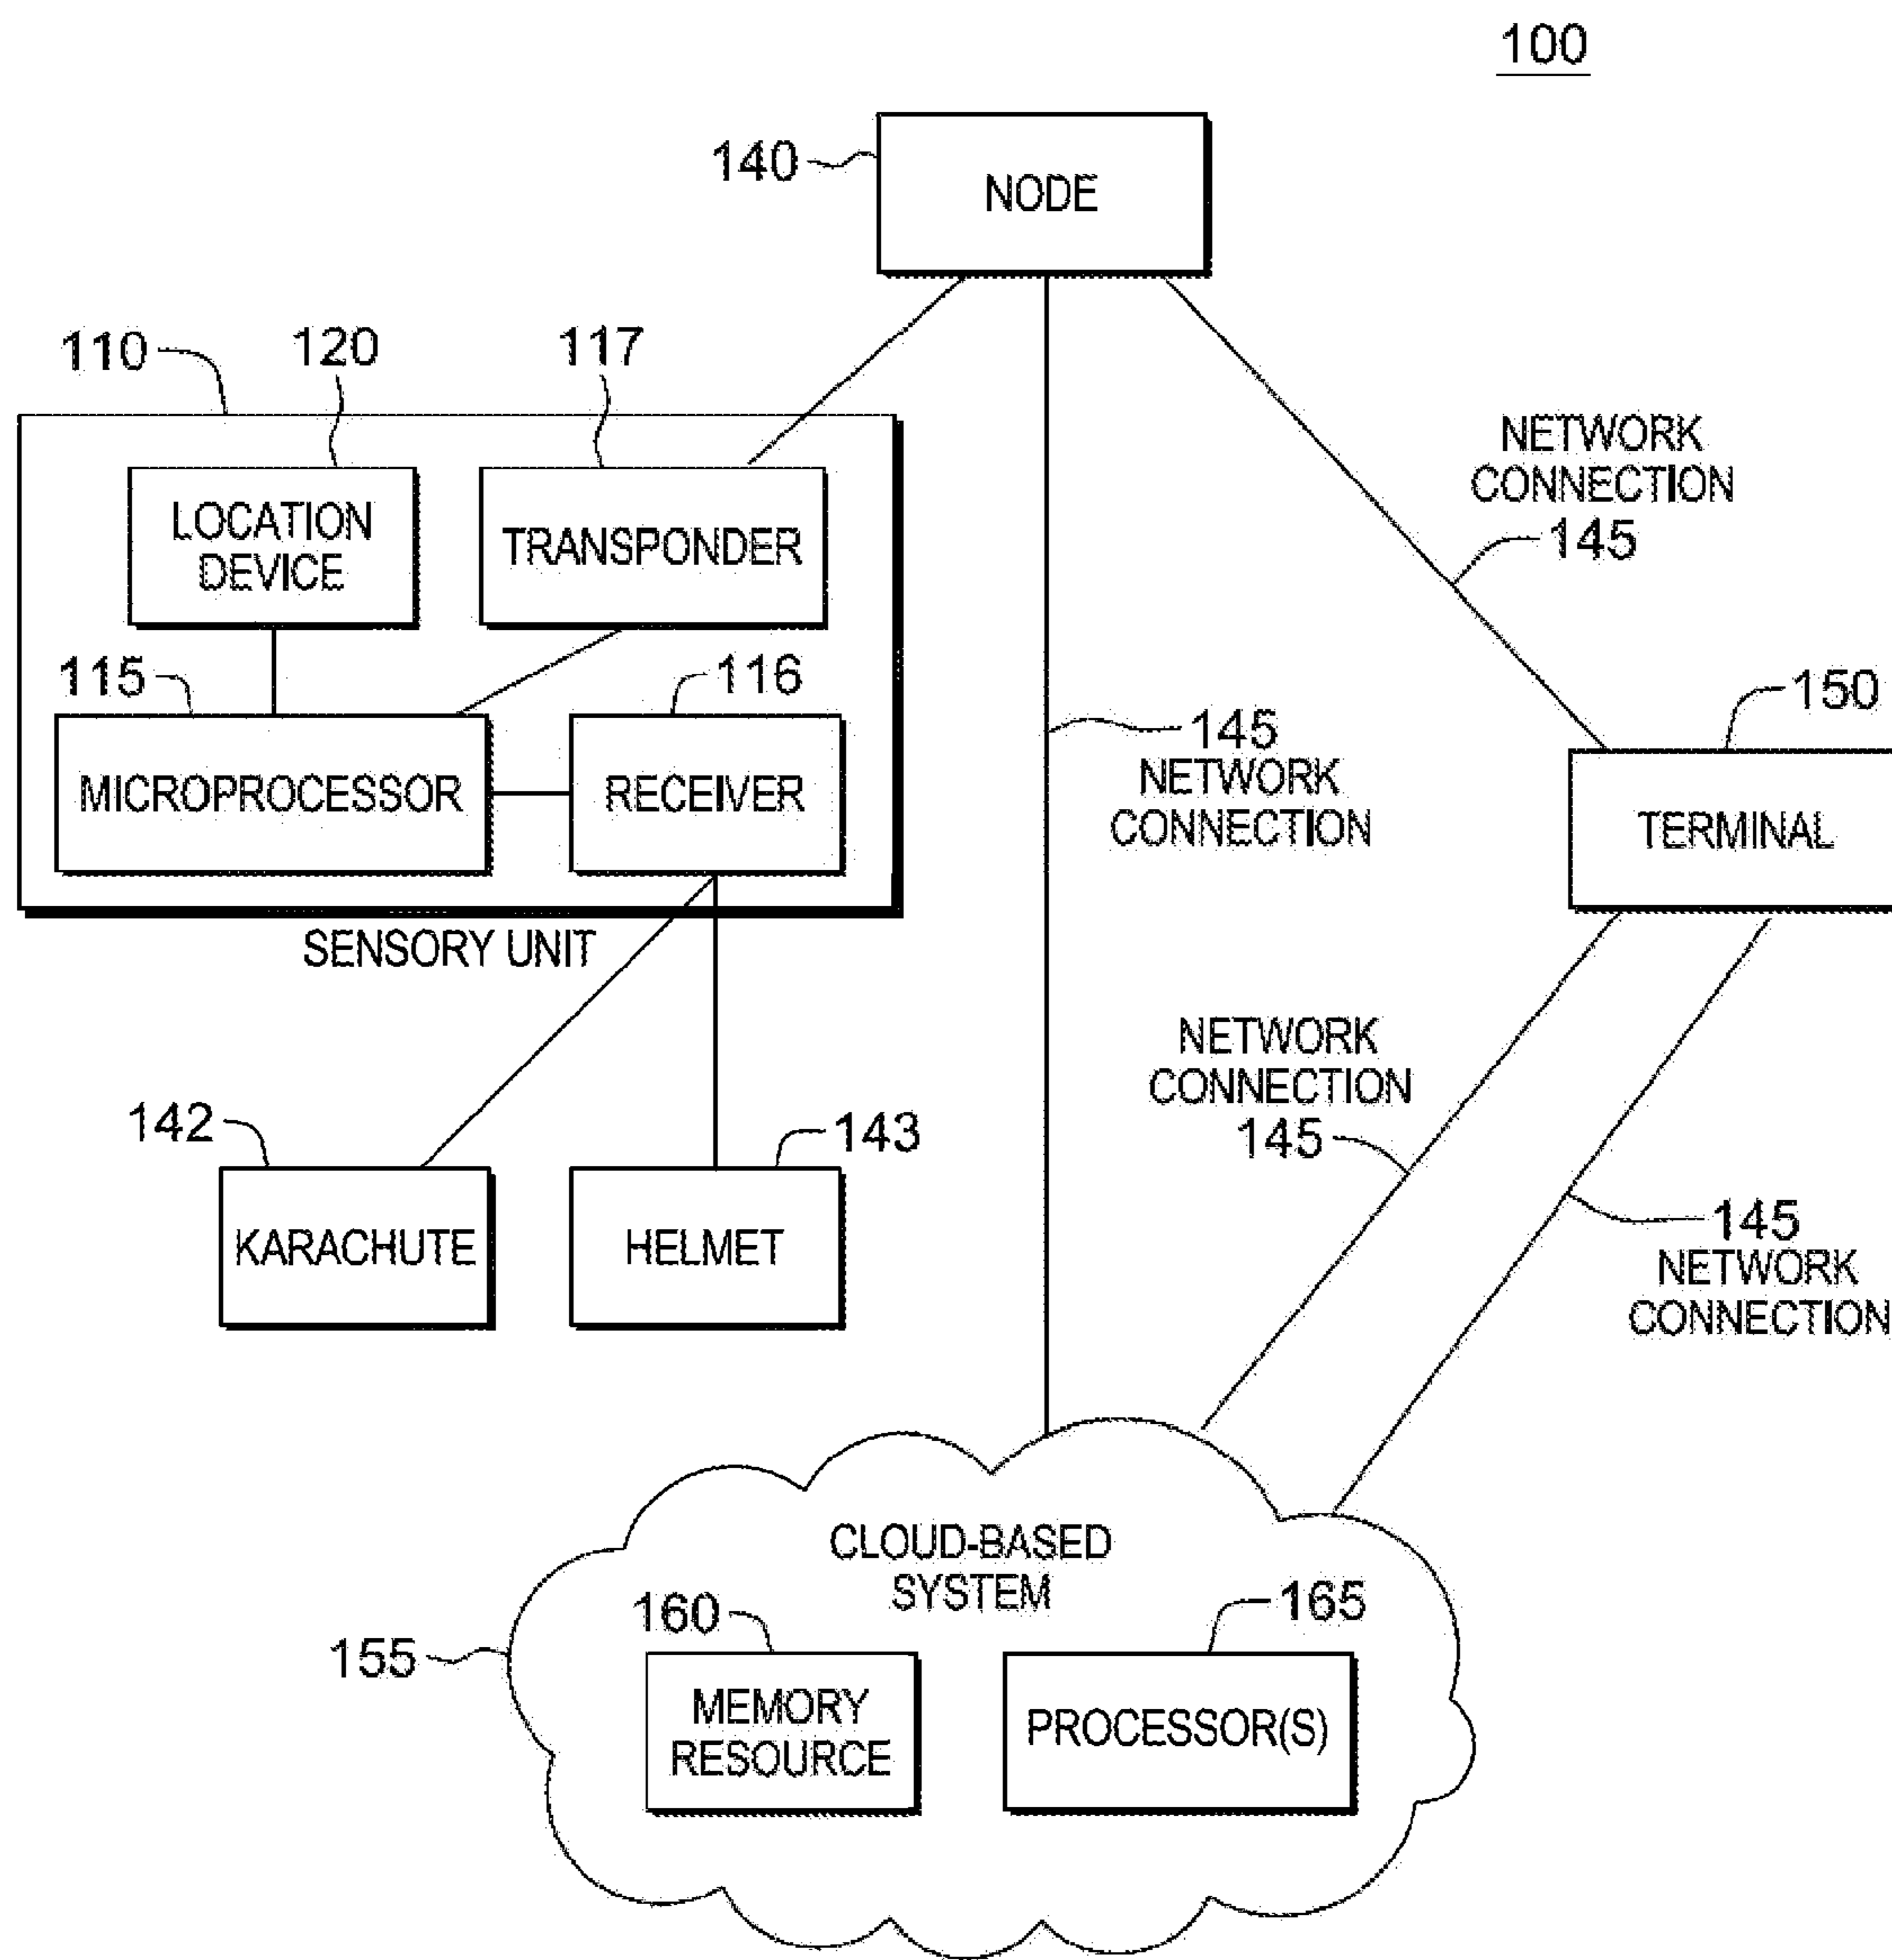 100
140
NODE
110
120
117
LOCATION
DEVICE
TRANSPONDER
NETWORK
CONNECTION
145
115
116
MICROPROCESSOR
RECEIVER
145
NETWORK
CONNECTION
150
TERMINAL
SENSORY UNIT
142
143
KARACHUTE
HELMET
NETWORK
CONNECTION
145
145
NETWORK
CONNECTION
CLOUD-BASED
SYSTEM
155
160
165
MEMORY
RESOURCE
PROCESSOR(S)